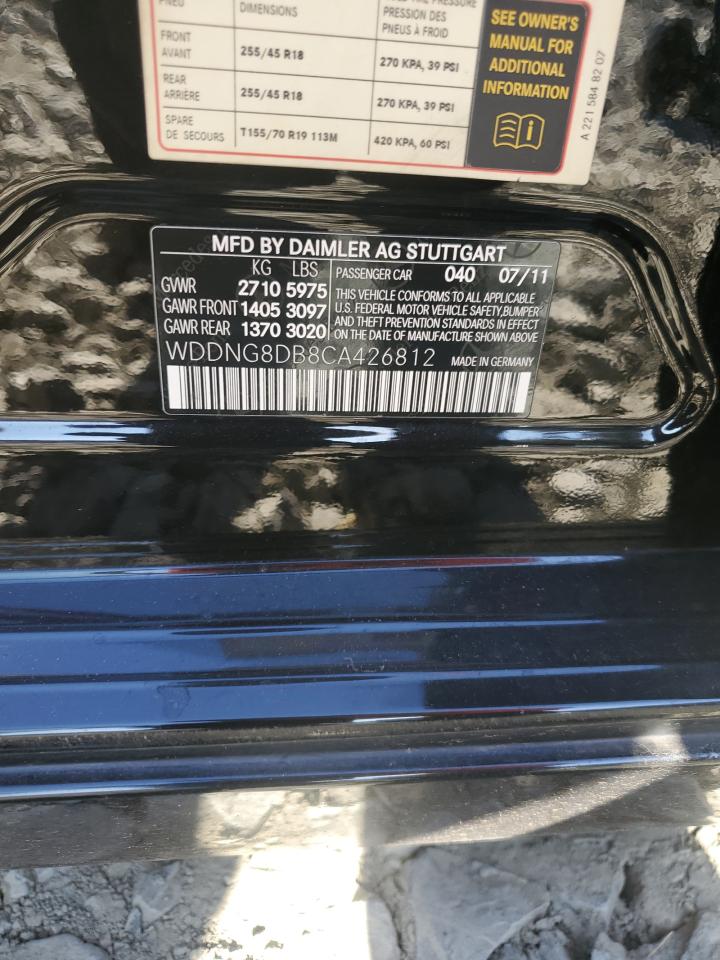 PNEU DIMENSIONS PRESSION DES
PNEUS À FROID
FRONT
AVANT 255/45 R18 270 KPA, 39 PSI
REAR
ARRIÈRE 255/45 R18 270 KPA, 39 PSI
SPARE
DE SECOURS T155/70 R19 113M 420 KPA, 60 PSI
SEE OWNER'S
MANUAL FOR
ADDITIONAL
INFORMATION
A 221 584 82 07
MFD BY DAIMLER AG STUTTGART
KG LBS
GVWR 2710 5975
GAWR FRONT 1405 3097
GAWR REAR 1370 3020
PASSENGER CAR 040 07/11
THIS VEHICLE CONFORMS TO ALL APPLICABLE
U.S. FEDERAL MOTOR VEHICLE SAFETY,BUMPER
AND THEFT PREVENTION STANDARDS IN EFFECT
ON THE DATE OF MANUFACTURE SHOWN ABOVE
WDDNG8DB8CA426812 MADE IN GERMANY